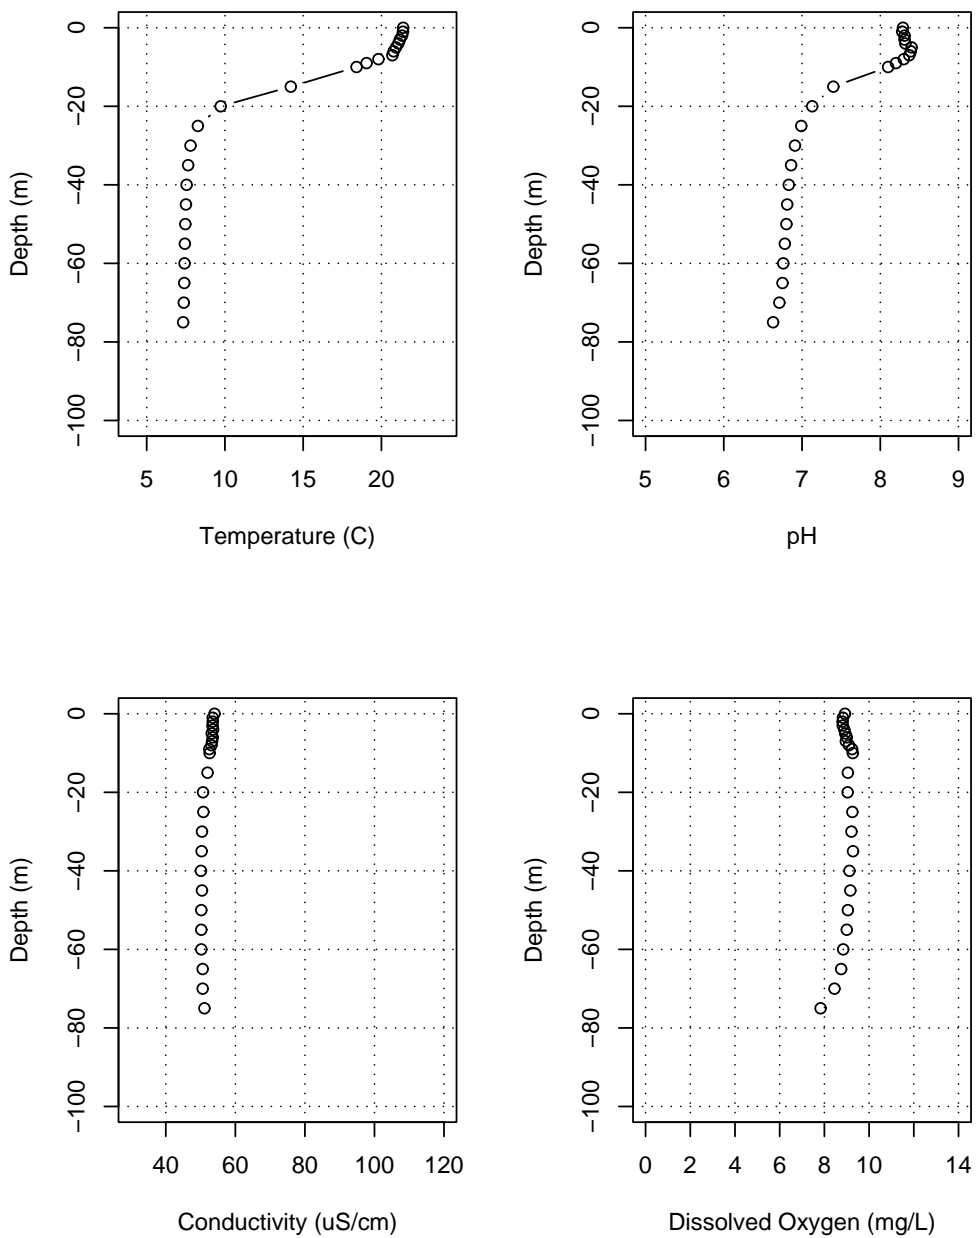 0
−20
−40
−60
−80
−100
Depth (m)
5 10 15 20
Temperature (C)
0
−20
−40
−60
−80
−100
Depth (m)
5 6 7 8 9
pH
0
−20
−40
−60
−80
−100
Depth (m)
40 60 80 100 120
Conductivity (uS/cm)
0
−20
−40
−60
−80
−100
Depth (m)
0 2 4 6 8 10 14
Dissolved Oxygen (mg/L)